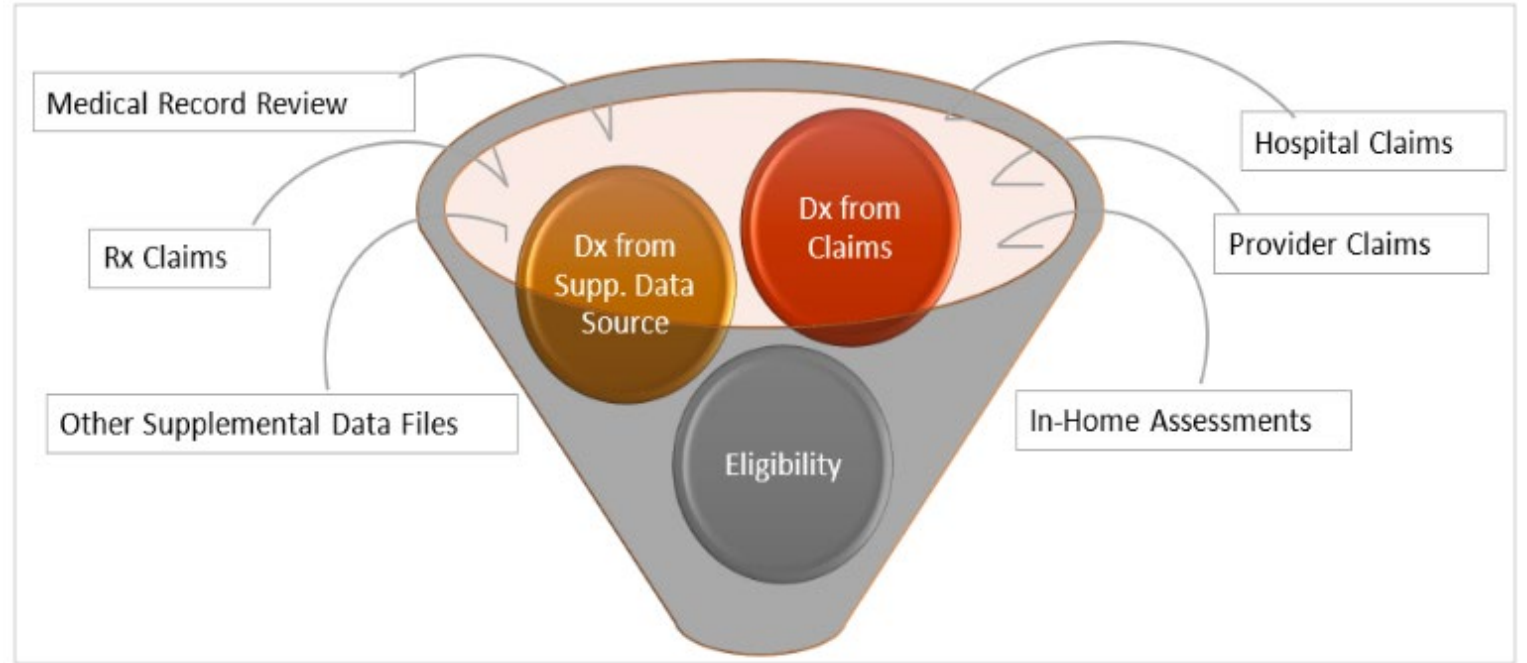 Medical Record Review
Rx Claims
Other Supplemental Data Files
Dx from
Supp. Data
Source
Dx from
Claims
Eligibility
Hospital Claims
Provider Claims
In-Home Assessments